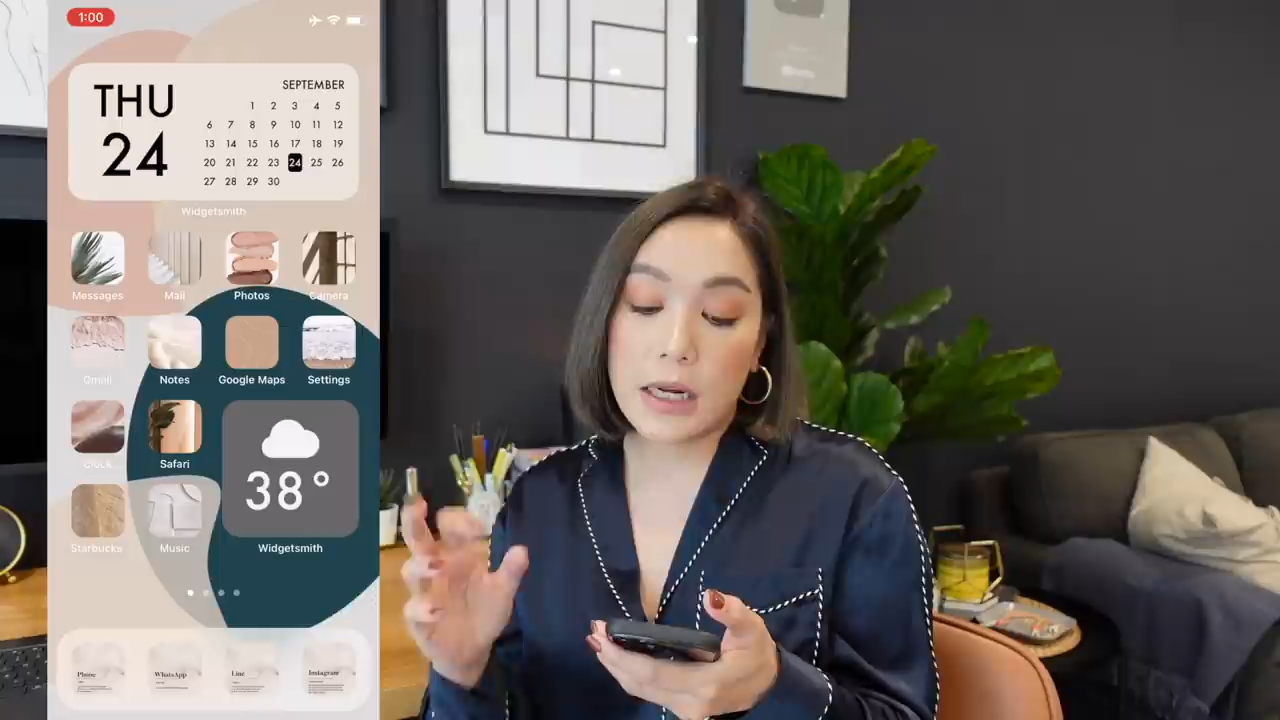 1:00
THU
24
SEPTEMBER
1 2 3 4 5
6 7 8 9 10 11 12
13 14 15 16 17 18 19
20 21 22 23 24 25 26
27 28 29 30
Widgetsmith
Messages Mail Photos Camera
Gmail Notes Google Maps Settings
Clock Safari
38°
Starbucks Music Widgetsmith
Phone WhatsApp Line Instagram